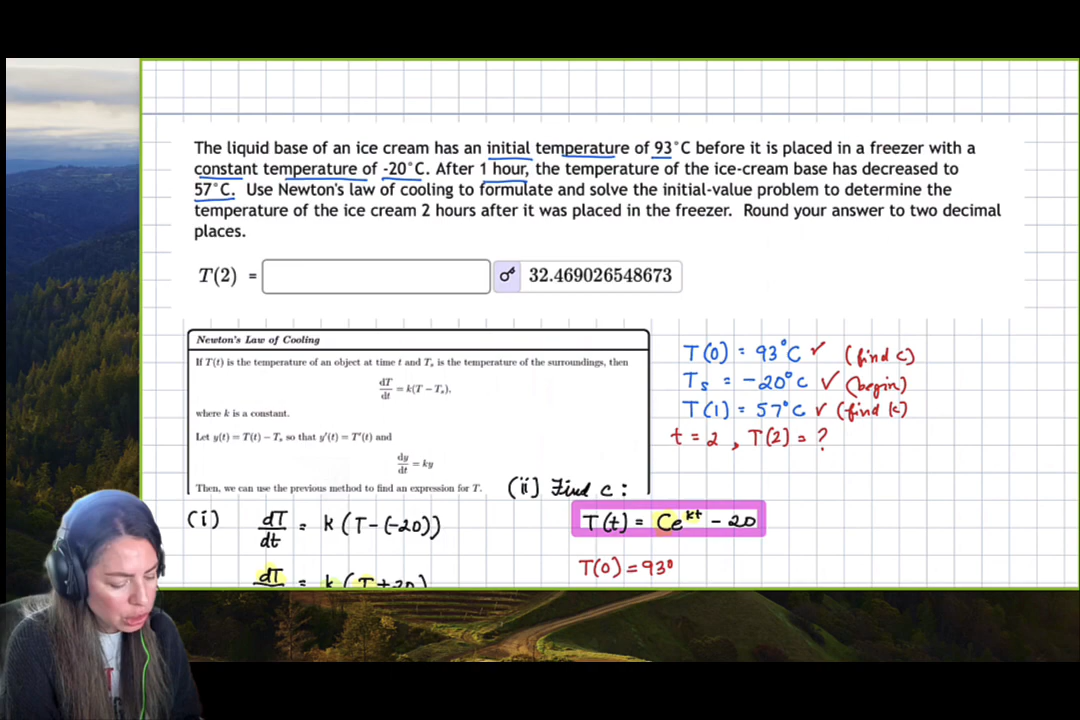 The liquid base of an ice cream has an initial temperature of 93°C before it is placed in a freezer with a
constant temperature of -20°C. After 1 hour, the temperature of the ice-cream base has decreased to
57°C. Use Newton's law of cooling to formulate and solve the initial-value problem to determine the
temperature of the ice cream 2 hours after it was placed in the freezer. Round your answer to two decimal
places.
T(2) =
32.469026548673
Newton's Law of Cooling
If T(t) is the temperature of an object at time t and Tₛ is the temperature of the surroundings, then
dT/dt = k(T − Tₛ),
where k is a constant.
Let y(t) = T(t) − Tₛ so that y′(t) = T′(t) and
dy/dt = ky
Then, we can use the previous method to find an expression for T.
T(0) = 93°C ✓ (find c)
Tₛ = -20°C ✓ (begin)
T(1) = 57°C ✓ (find k)
t = 2, T(2) = ?
(i) dT/dt = k(T-(-20))
dT = k(T+20)
(ii) Find c:
T(t) = Ce^kt - 20
T(0) = 93°